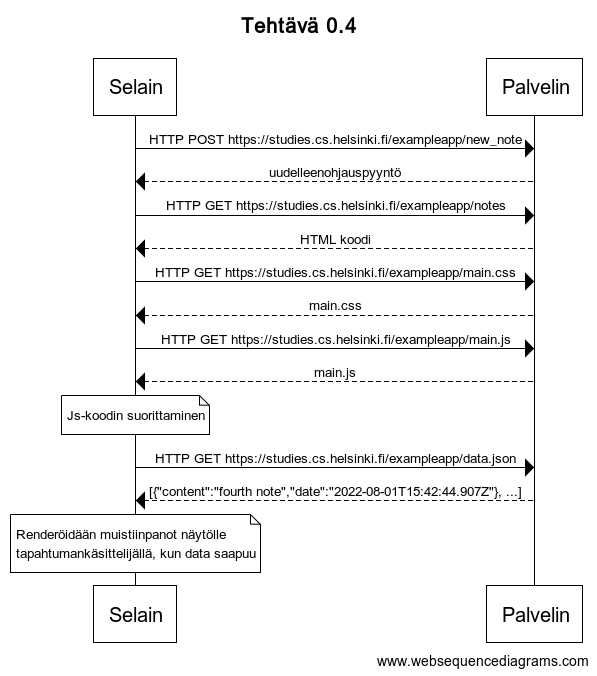 Tehtävä 0.4
Selain
Palvelin
HTTP POST https://studies.cs.helsinki.fi/exampleapp/new_note
uudelleenohjauspyyntö
HTTP GET https://studies.cs.helsinki.fi/exampleapp/notes
HTML koodi
HTTP GET https://studies.cs.helsinki.fi/exampleapp/main.css
main.css
HTTP GET https://studies.cs.helsinki.fi/exampleapp/main.js
main.js
Js-koodin suorittaminen
HTTP GET https://studies.cs.helsinki.fi/exampleapp/data.json
[{"content":"fourth note","date":"2022-08-01T15:42:44.907Z"}, ...]
Renderöidään muistiinpanot näytölle
tapahtumankäsittelijällä, kun data saapuu
Selain
Palvelin
www.websequencediagrams.com